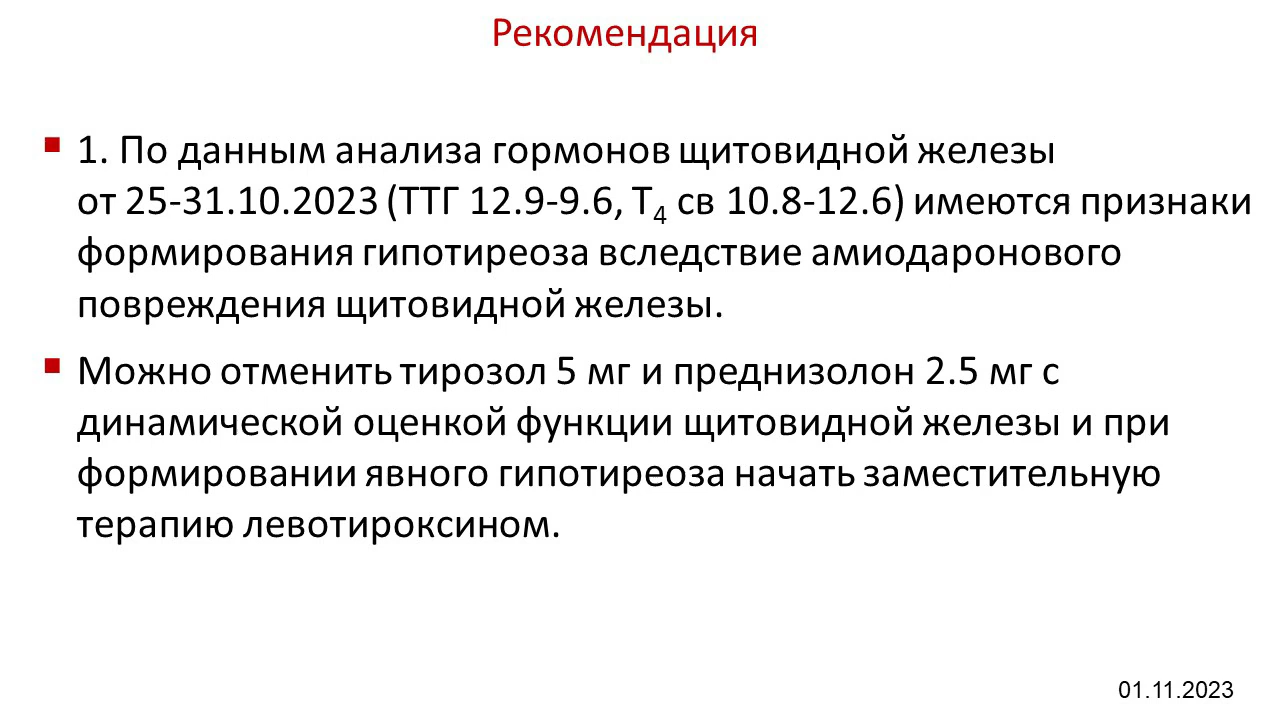 Рекомендация
▪ 1. По данным анализа гормонов щитовидной железы
от 25-31.10.2023 (ТТГ 12.9-9.6, Т₄ св 10.8-12.6) имеются признаки
формирования гипотиреоза вследствие амиодаронового
повреждения щитовидной железы.
▪ Можно отменить тирозол 5 мг и преднизолон 2.5 мг с
динамической оценкой функции щитовидной железы и при
формировании явного гипотиреоза начать заместительную
терапию левотироксином.
01.11.2023